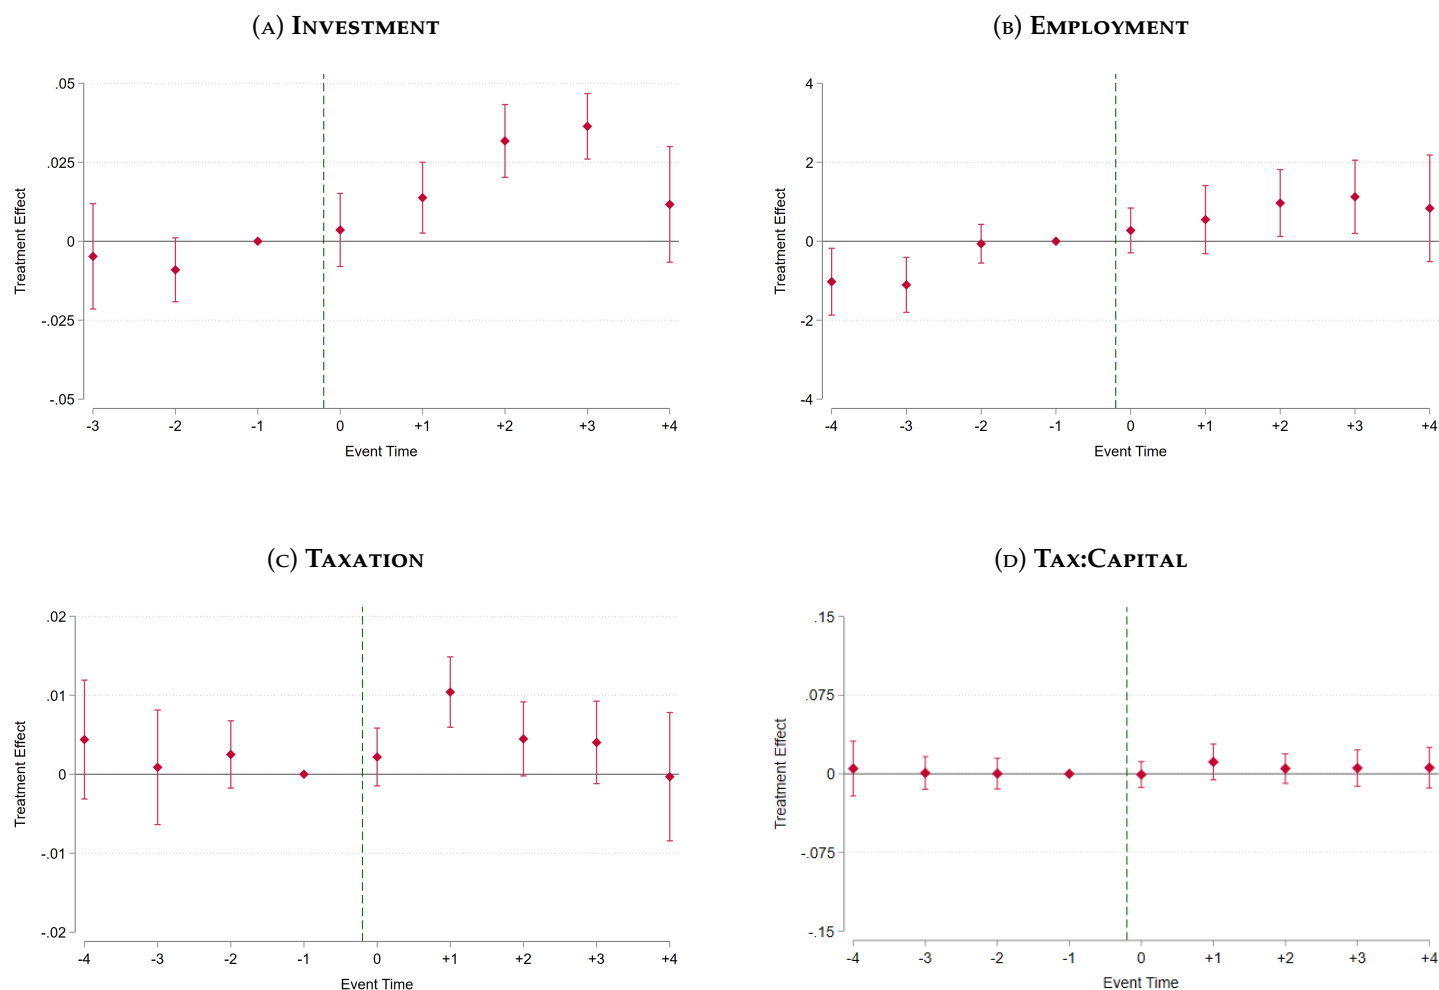 (A) INVESTMENT
.05
.025
0
-.025
-.05
Treatment Effect
-3 -2 -1 0 +1 +2 +3 +4
Event Time
(B) EMPLOYMENT
4
2
0
-2
-4
Treatment Effect
-4 -3 -2 -1 0 +1 +2 +3 +4
Event Time
(C) TAXATION
.02
.01
0
-.01
-.02
Treatment Effect
-4 -3 -2 -1 0 +1 +2 +3 +4
Event Time
(D) TAX:CAPITAL
.15
.075
0
-.075
-.15
Treatment Effect
-4 -3 -2 -1 0 +1 +2 +3 +4
Event Time